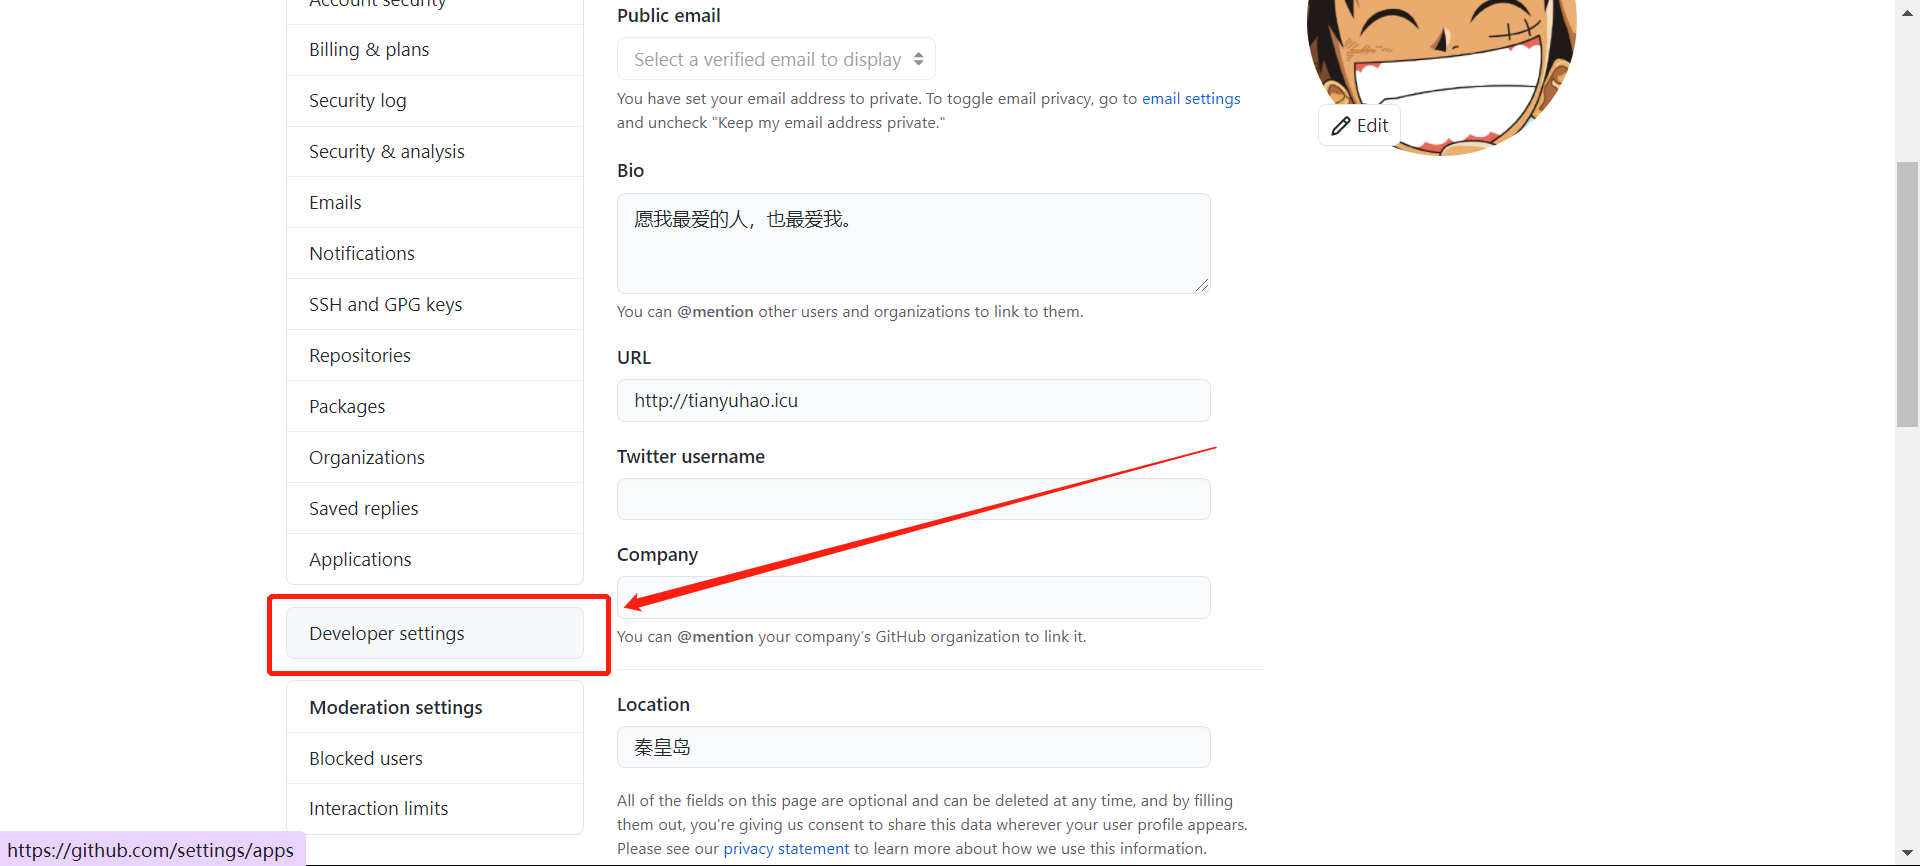 Account security
Billing & plans
Security log
Security & analysis
Emails
Notifications
SSH and GPG keys
Repositories
Packages
Organizations
Saved replies
Applications
Developer settings
Moderation settings
Blocked users
Interaction limits
Public email
Select a verified email to display
You have set your email address to private. To toggle email privacy, go to email settings
and uncheck "Keep my email address private."
Bio
愿我最爱的人，也最爱我。
You can @mention other users and organizations to link to them.
URL
http://tianyuhao.icu
Twitter username
Company
You can @mention your company’s GitHub organization to link it.
Location
秦皇岛
All of the fields on this page are optional and can be deleted at any time, and by filling
them out, you're giving us consent to share this data wherever your user profile appears.
Please see our privacy statement to learn more about how we use this information.
Edit
https://github.com/settings/apps